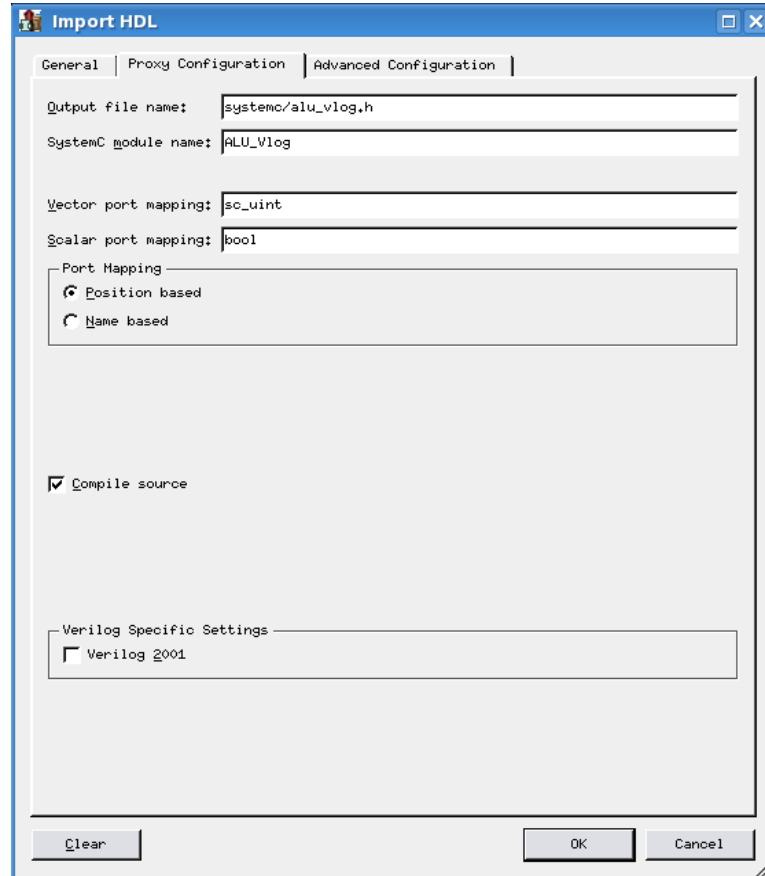 Import HDL
General Proxy Configuration Advanced Configuration
Output file name: systemc/alu_vlog.h
SystemC module name: ALU_Vlog
Vector port mapping: sc_uint
Scalar port mapping: bool
Port Mapping
Position based
Name based
Compile source
Verilog Specific Settings
Verilog 2001
Clear OK Cancel